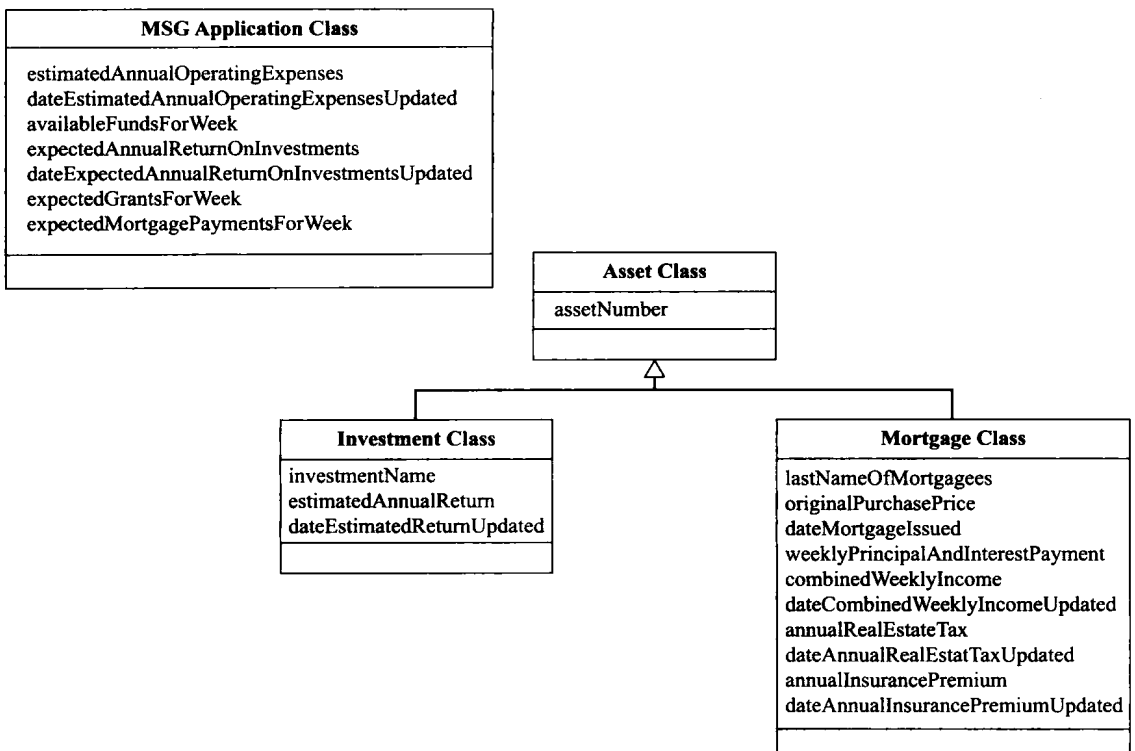 MSG Application Class
estimatedAnnualOperatingExpenses
dateEstimatedAnnualOperatingExpensesUpdated
availableFundsForWeek
expectedAnnualReturnOnInvestments
dateExpectedAnnualReturnOnInvestmentsUpdated
expectedGrantsForWeek
expectedMortgagePaymentsForWeek
Asset Class
assetNumber
Investment Class
investmentName
estimatedAnnualReturn
dateEstimatedReturnUpdated
Mortgage Class
lastNameOfMortgagees
originalPurchasePrice
dateMortgageIssued
weeklyPrincipalAndInterestPayment
combinedWeeklyIncome
dateCombinedWeeklyIncomeUpdated
annualRealEstateTax
dateAnnualRealEstatTaxUpdated
annualInsurancePremium
dateAnnualInsurancePremiumUpdated